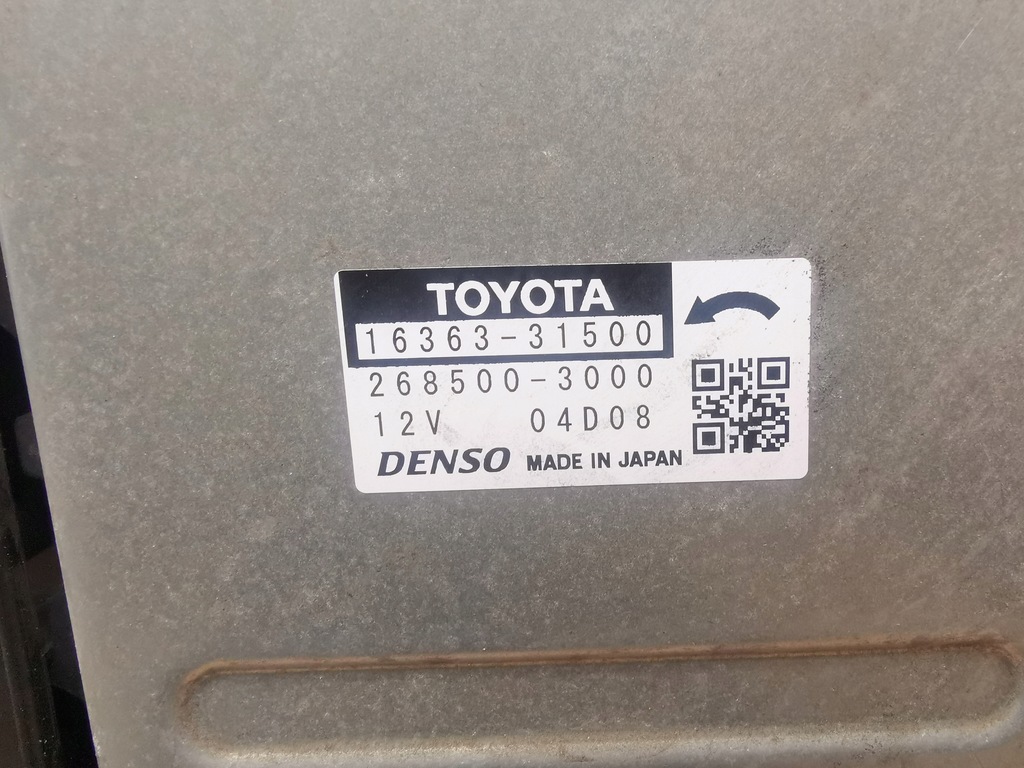 TOYOTA
16363-31500
268500-3000
12V 04D08
DENSO MADE IN JAPAN